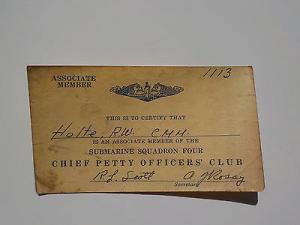 ASSOCIATE
MEMBER
1113
THIS IS TO CERTIFY THAT
Holte, R.W. CMM.
IS AN ASSOCIATE MEMBER OF THE
SUBMARINE SQUADRON FOUR
CHIEF PETTY OFFICERS' CLUB
R L Scott
Secretary